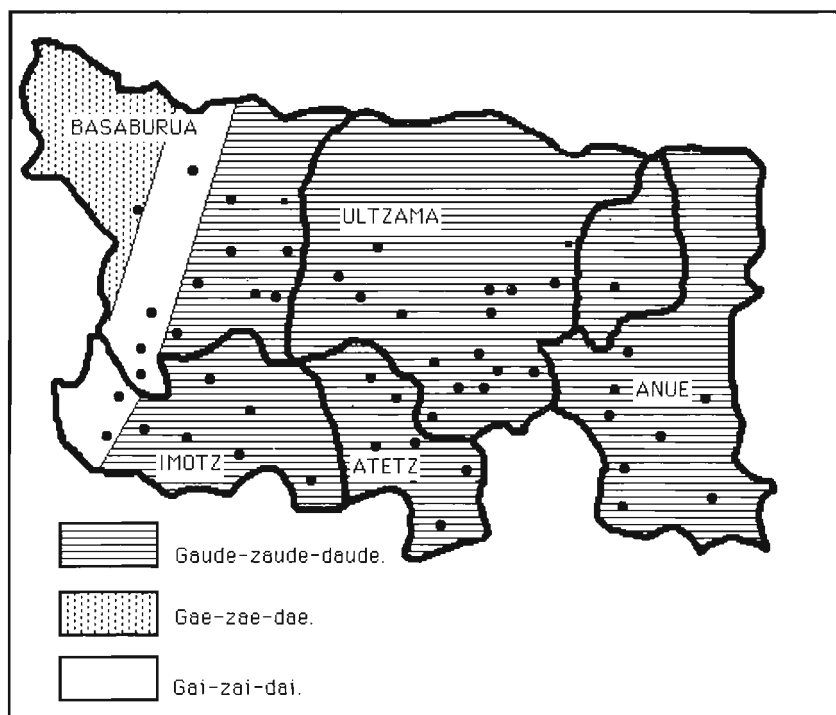 BASABURUA
ULTZAMA
ANUE
IMOTZ
ATETZ
Gaude-zaude-daude.
Gae-zae-dae.
Gai-zai-dai.